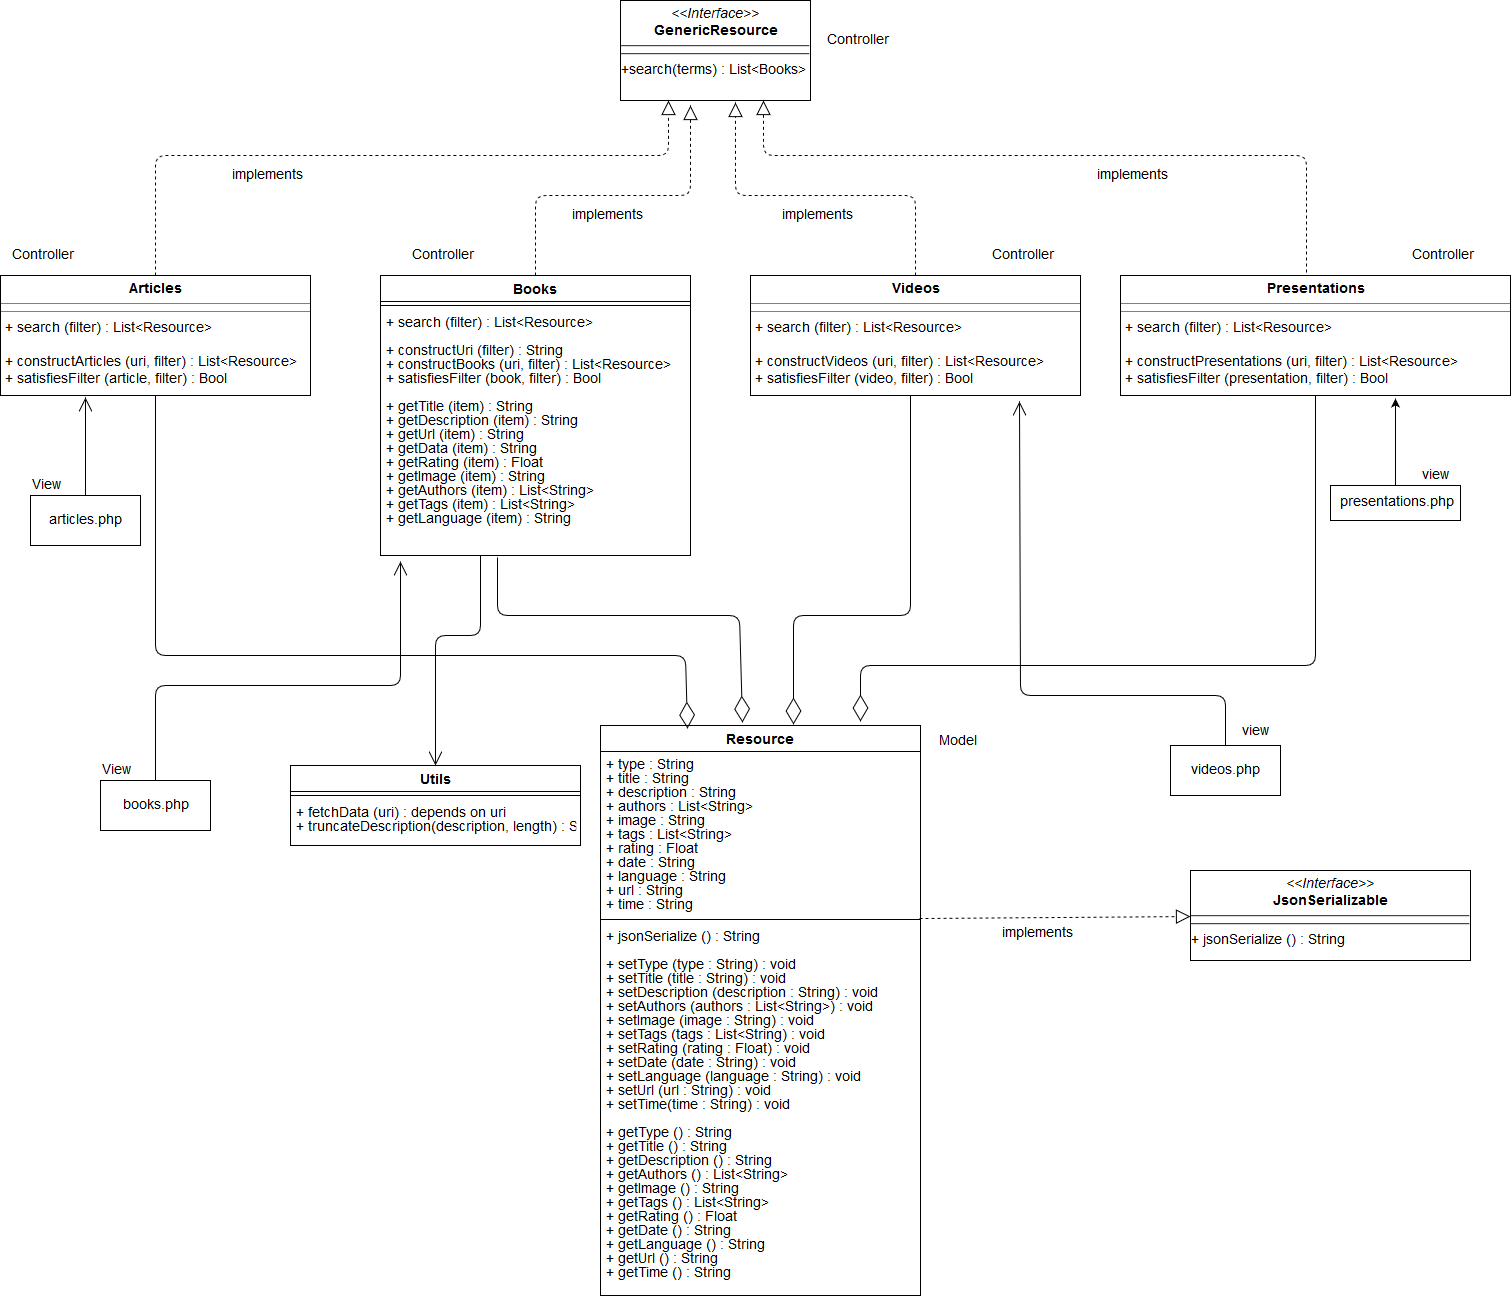 <<Interface>>
GenericResource
Controller
+search(terms) : List<Books>
implements
implements
implements
implements
Controller
Controller
Controller
Controller
Articles
+ search (filter) : List<Resource>
+ constructArticles (uri, filter) : List<Resource>
+ satisfiesFilter (article, filter) : Bool
Books
+ search (filter) : List<Resource>
+ constructUri (filter) : String
+ constructBooks (uri, filter) : List<Resource>
+ satisfiesFilter (book, filter) : Bool
+ getTitle (item) : String
+ getDescription (item) : String
+ getUrl (item) : String
+ getData (item) : String
+ getRating (item) : Float
+ getImage (item) : String
+ getAuthors (item) : List<String>
+ getTags (item) : List<String>
+ getLanguage (item) : String
Videos
+ search (filter) : List<Resource>
+ constructVideos (uri, filter) : List<Resource>
+ satisfiesFilter (video, filter) : Bool
Presentations
+ search (filter) : List<Resource>
+ constructPresentations (uri, filter) : List<Resource>
+ satisfiesFilter (presentation, filter) : Bool
View
articles.php
view
presentations.php
View
books.php
Utils
+ fetchData (uri) : depends on uri
+ truncateDescription(description, length) : S
Resource
Model
+ type : String
+ title : String
+ description : String
+ authors : List<String>
+ image : String
+ tags : List<String>
+ rating : Float
+ date : String
+ language : String
+ url : String
+ time : String
+ jsonSerialize () : String
+ setType (type : String) : void
+ setTitle (title : String) : void
+ setDescription (description : String) : void
+ setAuthors (authors : List<String>) : void
+ setImage (image : String) : void
+ setTags (tags : List<String) : void
+ setRating (rating : Float) : void
+ setDate (date : String) : void
+ setLanguage (language : String) : void
+ setUrl (url : String) : void
+ setTime(time : String) : void
+ getType () : String
+ getTitle () : String
+ getDescription () : String
+ getAuthors () : List<String>
+ getImage () : String
+ getTags () : List<String>
+ getRating () : Float
+ getDate () : String
+ getLanguage () : String
+ getUrl () : String
+ getTime () : String
view
videos.php
implements
<<Interface>>
JsonSerializable
+ jsonSerialize () : String